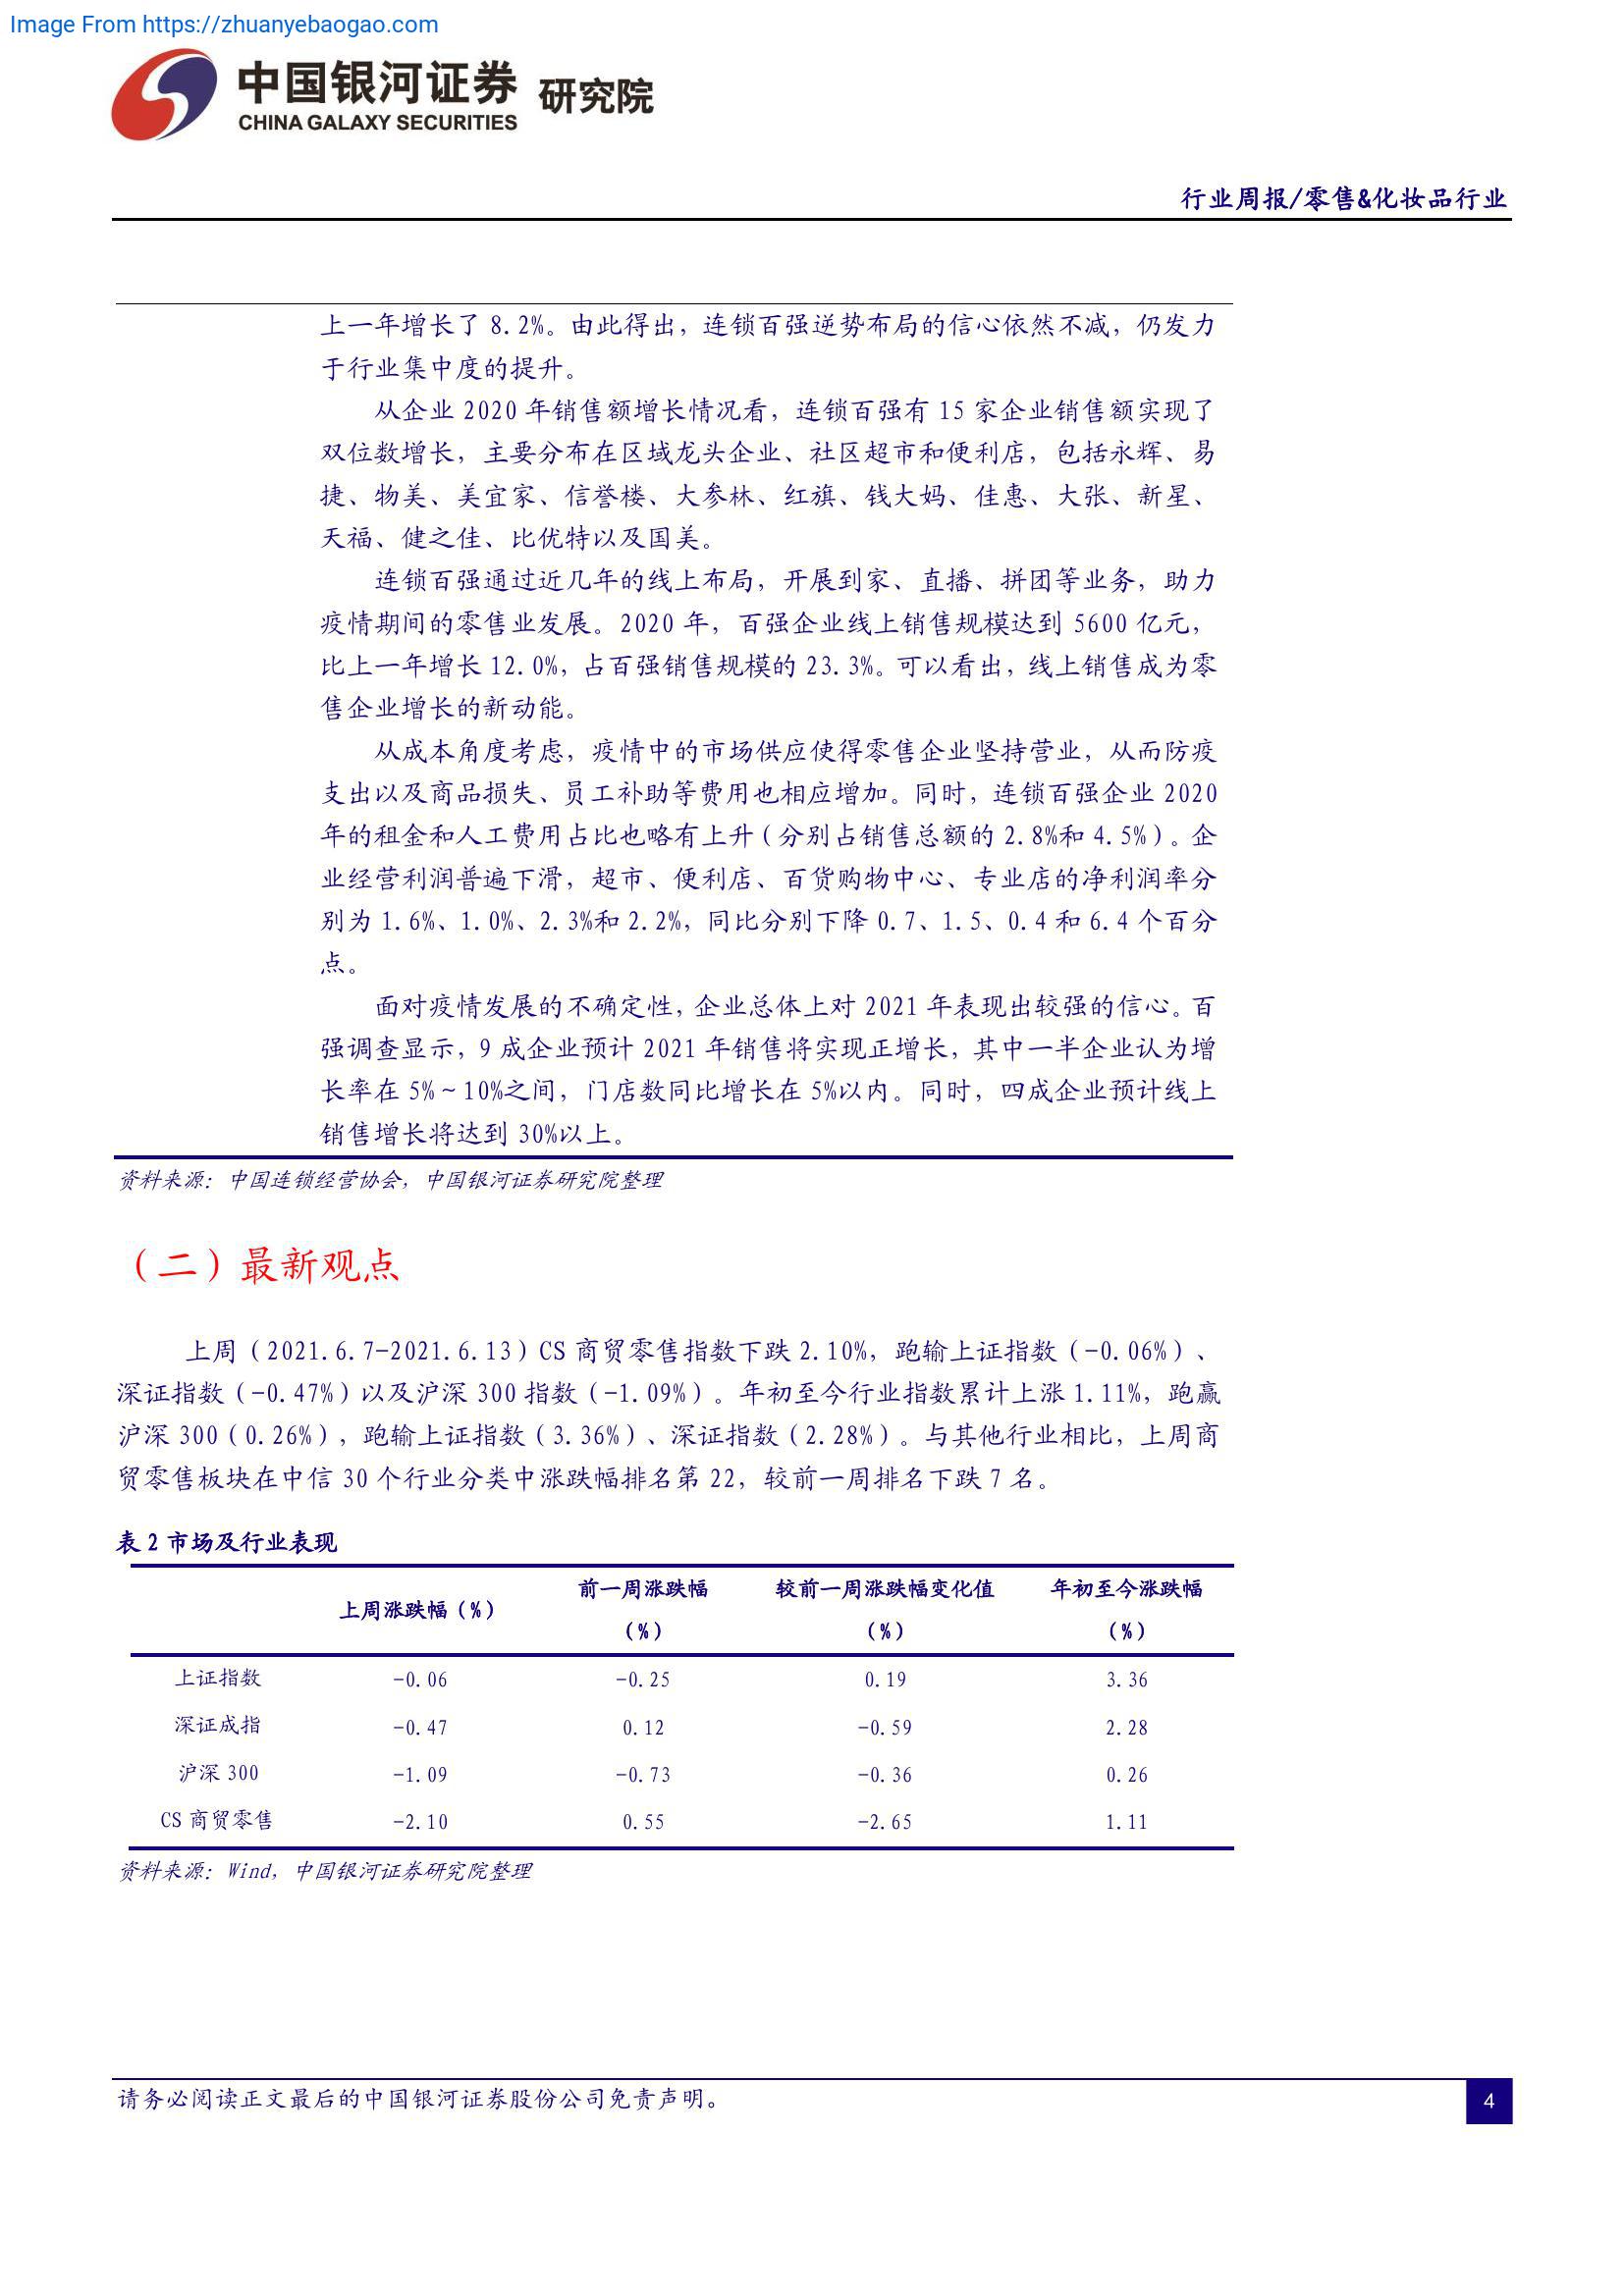 Image From https://zhuanyebaogao.com
中国银河证券 研究院
CHINA GALAXY SECURITIES
行业周报/零售&化妆品行业
上一年增长了 8.2%。由此得出，连锁百强逆势布局的信心依然不减，仍发力
于行业集中度的提升。
从企业 2020 年销售额增长情况看，连锁百强有 15 家企业销售额实现了
双位数增长，主要分布在区域龙头企业、社区超市和便利店，包括永辉、易
捷、物美、美宜家、信誉楼、大参林、红旗、钱大妈、佳惠、大张、新星、
天福、健之佳、比优特以及国美。
连锁百强通过近几年的线上布局，开展到家、直播、拼团等业务，助力
疫情期间的零售业发展。2020 年，百强企业线上销售规模达到 5600 亿元，
比上一年增长 12.0%，占百强销售规模的 23.3%。可以看出，线上销售成为零
售企业增长的新动能。
从成本角度考虑，疫情中的市场供应使得零售企业坚持营业，从而防疫
支出以及商品损失、员工补助等费用也相应增加。同时，连锁百强企业 2020
年的租金和人工费用占比也略有上升（分别占销售总额的 2.8%和 4.5%）。企
业经营利润普遍下滑，超市、便利店、百货购物中心、专业店的净利润率分
别为 1.6%、1.0%、2.3%和 2.2%，同比分别下降 0.7、1.5、0.4 和 6.4 个百分
点。
面对疫情发展的不确定性，企业总体上对 2021 年表现出较强的信心。百
强调查显示，9 成企业预计 2021 年销售将实现正增长，其中一半企业认为增
长率在 5%～10%之间，门店数同比增长在 5%以内。同时，四成企业预计线上
销售增长将达到 30%以上。
资料来源：中国连锁经营协会，中国银河证券研究院整理
（二）最新观点
上周（2021.6.7-2021.6.13）CS 商贸零售指数下跌 2.10%，跑输上证指数（-0.06%）、
深证指数（-0.47%）以及沪深 300 指数（-1.09%）。年初至今行业指数累计上涨 1.11%，跑赢
沪深 300（0.26%），跑输上证指数（3.36%）、深证指数（2.28%）。与其他行业相比，上周商
贸零售板块在中信 30 个行业分类中涨跌幅排名第 22，较前一周排名下跌 7 名。
表 2 市场及行业表现
上周涨跌幅（%） 前一周涨跌幅（%） 较前一周涨跌幅变化值（%） 年初至今涨跌幅（%）
上证指数 -0.06 -0.25 0.19 3.36
深证成指 -0.47 0.12 -0.59 2.28
沪深 300 -1.09 -0.73 -0.36 0.26
CS 商贸零售 -2.10 0.55 -2.65 1.11
资料来源：Wind，中国银河证券研究院整理
请务必阅读正文最后的中国银河证券股份公司免责声明。
4